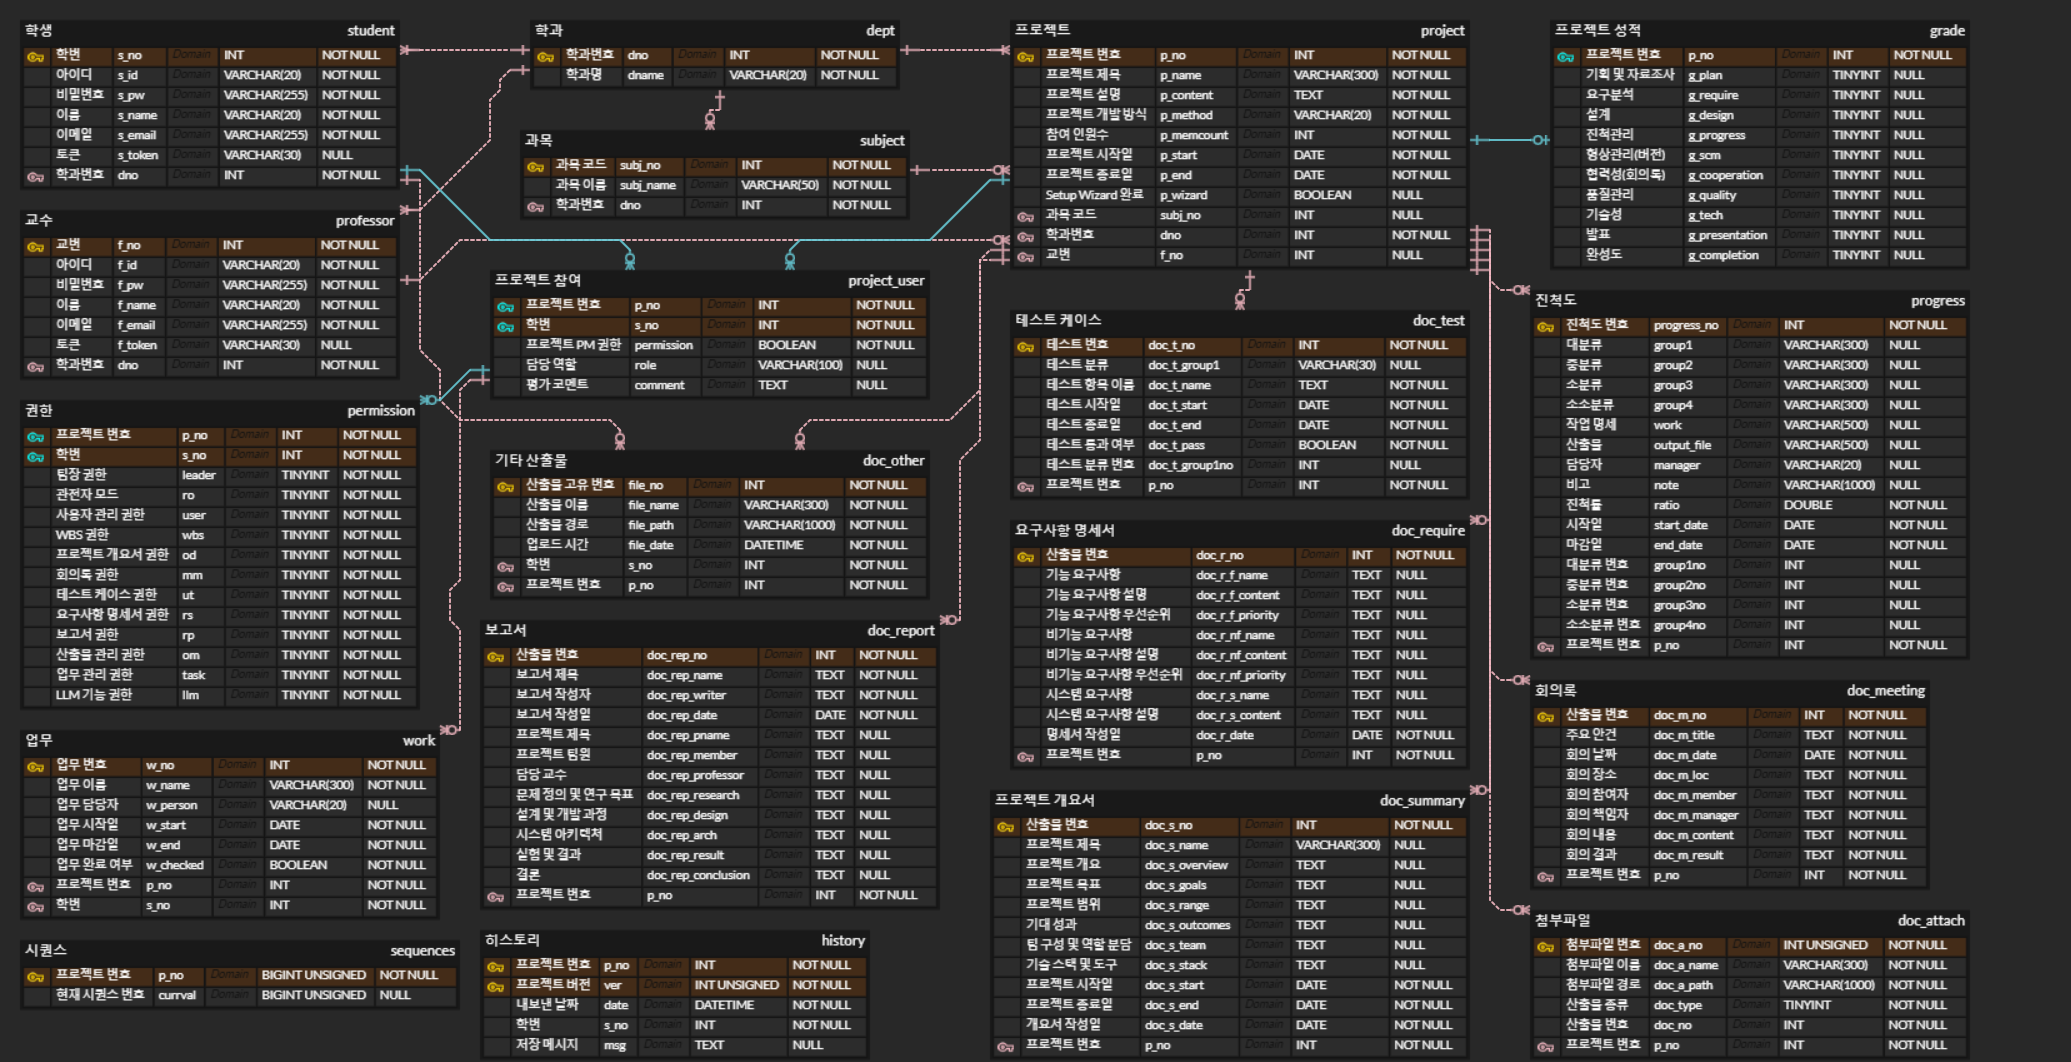 학생 student
학번 s_no Domain INT NOT NULL
아이디 s_id Domain VARCHAR(20) NOT NULL
비밀번호 s_pw Domain VARCHAR(255) NOT NULL
이름 s_name Domain VARCHAR(20) NOT NULL
이메일 s_email Domain VARCHAR(255) NOT NULL
토큰 s_token Domain VARCHAR(30) NULL
학과번호 dno Domain INT NOT NULL
교수 professor
교번 f_no Domain INT NOT NULL
아이디 f_id Domain VARCHAR(20) NOT NULL
비밀번호 f_pw Domain VARCHAR(255) NOT NULL
이름 f_name Domain VARCHAR(20) NOT NULL
이메일 f_email Domain VARCHAR(255) NOT NULL
토큰 f_token Domain VARCHAR(30) NULL
학과번호 dno Domain INT NOT NULL
권한 permission
프로젝트 번호 p_no Domain INT NOT NULL
학번 s_no Domain INT NOT NULL
팀장 권한 leader Domain TINYINT NOT NULL
관전자 모드 ro Domain TINYINT NOT NULL
사용자 관리 권한 user Domain TINYINT NOT NULL
WBS 권한 wbs Domain TINYINT NOT NULL
프로젝트 개요서 권한 od Domain TINYINT NOT NULL
회의록 권한 mm Domain TINYINT NOT NULL
테스트 케이스 권한 ut Domain TINYINT NOT NULL
요구사항 명세서 권한 rs Domain TINYINT NOT NULL
보고서 권한 rp Domain TINYINT NOT NULL
산출물 관리 권한 om Domain TINYINT NOT NULL
업무 관리 권한 task Domain TINYINT NOT NULL
LLM 기능 권한 llm Domain TINYINT NOT NULL
업무 work
업무 번호 w_no Domain INT NOT NULL
업무 이름 w_name Domain VARCHAR(300) NOT NULL
업무 담당자 w_person Domain VARCHAR(20) NULL
업무 시작일 w_start Domain DATE NOT NULL
업무 마감일 w_end Domain DATE NOT NULL
업무 완료 여부 w_checked Domain BOOLEAN NOT NULL
프로젝트 번호 p_no Domain INT NOT NULL
학번 s_no Domain INT NOT NULL
시퀀스 sequences
프로젝트 번호 p_no Domain BIGINT UNSIGNED NOT NULL
현재 시퀀스 번호 currval Domain BIGINT UNSIGNED NULL
학과 dept
학과번호 dno Domain INT NOT NULL
학과명 dname Domain VARCHAR(20) NOT NULL
과목 subject
과목 코드 subj_no Domain INT NOT NULL
과목 이름 subj_name Domain VARCHAR(50) NOT NULL
학과번호 dno Domain INT NOT NULL
프로젝트 참여 project_user
프로젝트 번호 p_no Domain INT NOT NULL
학번 s_no Domain INT NOT NULL
프로젝트 PM 권한 permission Domain BOOLEAN NOT NULL
담당 역할 role Domain VARCHAR(100) NULL
평가 코멘트 comment Domain TEXT NULL
기타 산출물 doc_other
산출물 고유 번호 file_no Domain INT NOT NULL
산출물 이름 file_name Domain VARCHAR(300) NOT NULL
산출물 경로 file_path Domain VARCHAR(1000) NOT NULL
업로드 시간 file_date Domain DATETIME NOT NULL
학번 s_no Domain INT NOT NULL
프로젝트 번호 p_no Domain INT NOT NULL
보고서 doc_report
산출물 번호 doc_rep_no Domain INT NOT NULL
보고서 제목 doc_rep_name Domain TEXT NOT NULL
보고서 작성자 doc_rep_writer Domain TEXT NOT NULL
보고서 작성일 doc_rep_date Domain DATE NOT NULL
프로젝트 제목 doc_rep_pname Domain TEXT NULL
프로젝트 팀원 doc_rep_member Domain TEXT NULL
담당 교수 doc_rep_professor Domain TEXT NULL
문제 정의 및 연구 목표 doc_rep_research Domain TEXT NULL
설계 및 개발 과정 doc_rep_design Domain TEXT NULL
시스템 아키텍처 doc_rep_arch Domain TEXT NULL
실험 및 결과 doc_rep_result Domain TEXT NULL
결론 doc_rep_conclusion Domain TEXT NULL
프로젝트 번호 p_no Domain INT NOT NULL
히스토리 history
프로젝트 번호 p_no Domain INT NOT NULL
프로젝트 버전 ver Domain INT UNSIGNED NOT NULL
내보낸 날짜 date Domain DATETIME NOT NULL
학번 s_no Domain INT NOT NULL
저장 메시지 msg Domain TEXT NULL
프로젝트 project
프로젝트 번호 p_no Domain INT NOT NULL
프로젝트 제목 p_name Domain VARCHAR(300) NOT NULL
프로젝트 설명 p_content Domain TEXT NOT NULL
프로젝트 개발 방식 p_method Domain VARCHAR(20) NOT NULL
참여 인원수 p_memcount Domain INT NOT NULL
프로젝트 시작일 p_start Domain DATE NOT NULL
프로젝트 종료일 p_end Domain DATE NOT NULL
Setup Wizard 완료 p_wizard Domain BOOLEAN NULL
과목 코드 subj_no Domain INT NULL
학과번호 dno Domain INT NOT NULL
교번 f_no Domain INT NULL
테스트 케이스 doc_test
테스트 번호 doc_t_no Domain INT NOT NULL
테스트 분류 doc_t_group1 Domain VARCHAR(30) NULL
테스트 항목 이름 doc_t_name Domain TEXT NOT NULL
테스트 시작일 doc_t_start Domain DATE NOT NULL
테스트 종료일 doc_t_end Domain DATE NOT NULL
테스트 통과 여부 doc_t_pass Domain BOOLEAN NOT NULL
테스트 분류 번호 doc_t_group1no Domain INT NULL
프로젝트 번호 p_no Domain INT NOT NULL
요구사항 명세서 doc_require
산출물 번호 doc_r_no Domain INT NOT NULL
기능 요구사항 doc_r_f_name Domain TEXT NULL
기능 요구사항 설명 doc_r_f_content Domain TEXT NULL
기능 요구사항 우선순위 doc_r_f_priority Domain TEXT NULL
비기능 요구사항 doc_r_nf_name Domain TEXT NULL
비기능 요구사항 설명 doc_r_nf_content Domain TEXT NULL
비기능 요구사항 우선순위 doc_r_nf_priority Domain TEXT NULL
시스템 요구사항 doc_r_s_name Domain TEXT NULL
시스템 요구사항 설명 doc_r_s_content Domain TEXT NULL
명세서 작성일 doc_r_date Domain DATE NOT NULL
프로젝트 번호 p_no Domain INT NOT NULL
프로젝트 개요서 doc_summary
산출물 번호 doc_s_no Domain INT NOT NULL
프로젝트 제목 doc_s_name Domain VARCHAR(300) NULL
프로젝트 개요 doc_s_overview Domain TEXT NULL
프로젝트 목표 doc_s_goals Domain TEXT NULL
프로젝트 범위 doc_s_range Domain TEXT NULL
기대 성과 doc_s_outcomes Domain TEXT NULL
팀 구성 및 역할 분담 doc_s_team Domain TEXT NULL
기술 스택 및 도구 doc_s_stack Domain TEXT NULL
프로젝트 시작일 doc_s_start Domain DATE NOT NULL
프로젝트 종료일 doc_s_end Domain DATE NOT NULL
개요서 작성일 doc_s_date Domain DATE NOT NULL
프로젝트 번호 p_no Domain INT NOT NULL
프로젝트 성적 grade
프로젝트 번호 p_no Domain INT NOT NULL
기획 및 자료조사 g_plan Domain TINYINT NULL
요구분석 g_require Domain TINYINT NULL
설계 g_design Domain TINYINT NULL
진척관리 g_progress Domain TINYINT NULL
형상관리(버전) g_scm Domain TINYINT NULL
협력성(회의록) g_cooperation Domain TINYINT NULL
품질관리 g_quality Domain TINYINT NULL
기술성 g_tech Domain TINYINT NULL
발표 g_presentation Domain TINYINT NULL
완성도 g_completion Domain TINYINT NULL
진척도 progress
진척도 번호 progress_no Domain INT NOT NULL
대분류 group1 Domain VARCHAR(300) NULL
중분류 group2 Domain VARCHAR(300) NULL
소분류 group3 Domain VARCHAR(300) NULL
소소분류 group4 Domain VARCHAR(300) NULL
작업 명세 work Domain VARCHAR(500) NULL
산출물 output_file Domain VARCHAR(500) NULL
담당자 manager Domain VARCHAR(20) NULL
비고 note Domain VARCHAR(1000) NULL
진척률 ratio Domain DOUBLE NOT NULL
시작일 start_date Domain DATE NOT NULL
마감일 end_date Domain DATE NOT NULL
대분류 번호 group1no Domain INT NULL
중분류 번호 group2no Domain INT NULL
소분류 번호 group3no Domain INT NULL
소소분류 번호 group4no Domain INT NULL
프로젝트 번호 p_no Domain INT NOT NULL
회의록 doc_meeting
산출물 번호 doc_m_no Domain INT NOT NULL
주요 안건 doc_m_title Domain TEXT NOT NULL
회의 날짜 doc_m_date Domain DATE NOT NULL
회의 장소 doc_m_loc Domain TEXT NOT NULL
회의 참여자 doc_m_member Domain TEXT NOT NULL
회의 책임자 doc_m_manager Domain TEXT NOT NULL
회의 내용 doc_m_content Domain TEXT NOT NULL
회의 결과 doc_m_result Domain TEXT NOT NULL
프로젝트 번호 p_no Domain INT NOT NULL
첨부파일 doc_attach
첨부파일 번호 doc_a_no Domain INT UNSIGNED NOT NULL
첨부파일 이름 doc_a_name Domain VARCHAR(300) NOT NULL
첨부파일 경로 doc_a_path Domain VARCHAR(1000) NOT NULL
산출물 종류 doc_type Domain TINYINT NOT NULL
산출물 번호 doc_no Domain INT NOT NULL
프로젝트 번호 p_no Domain INT NOT NULL